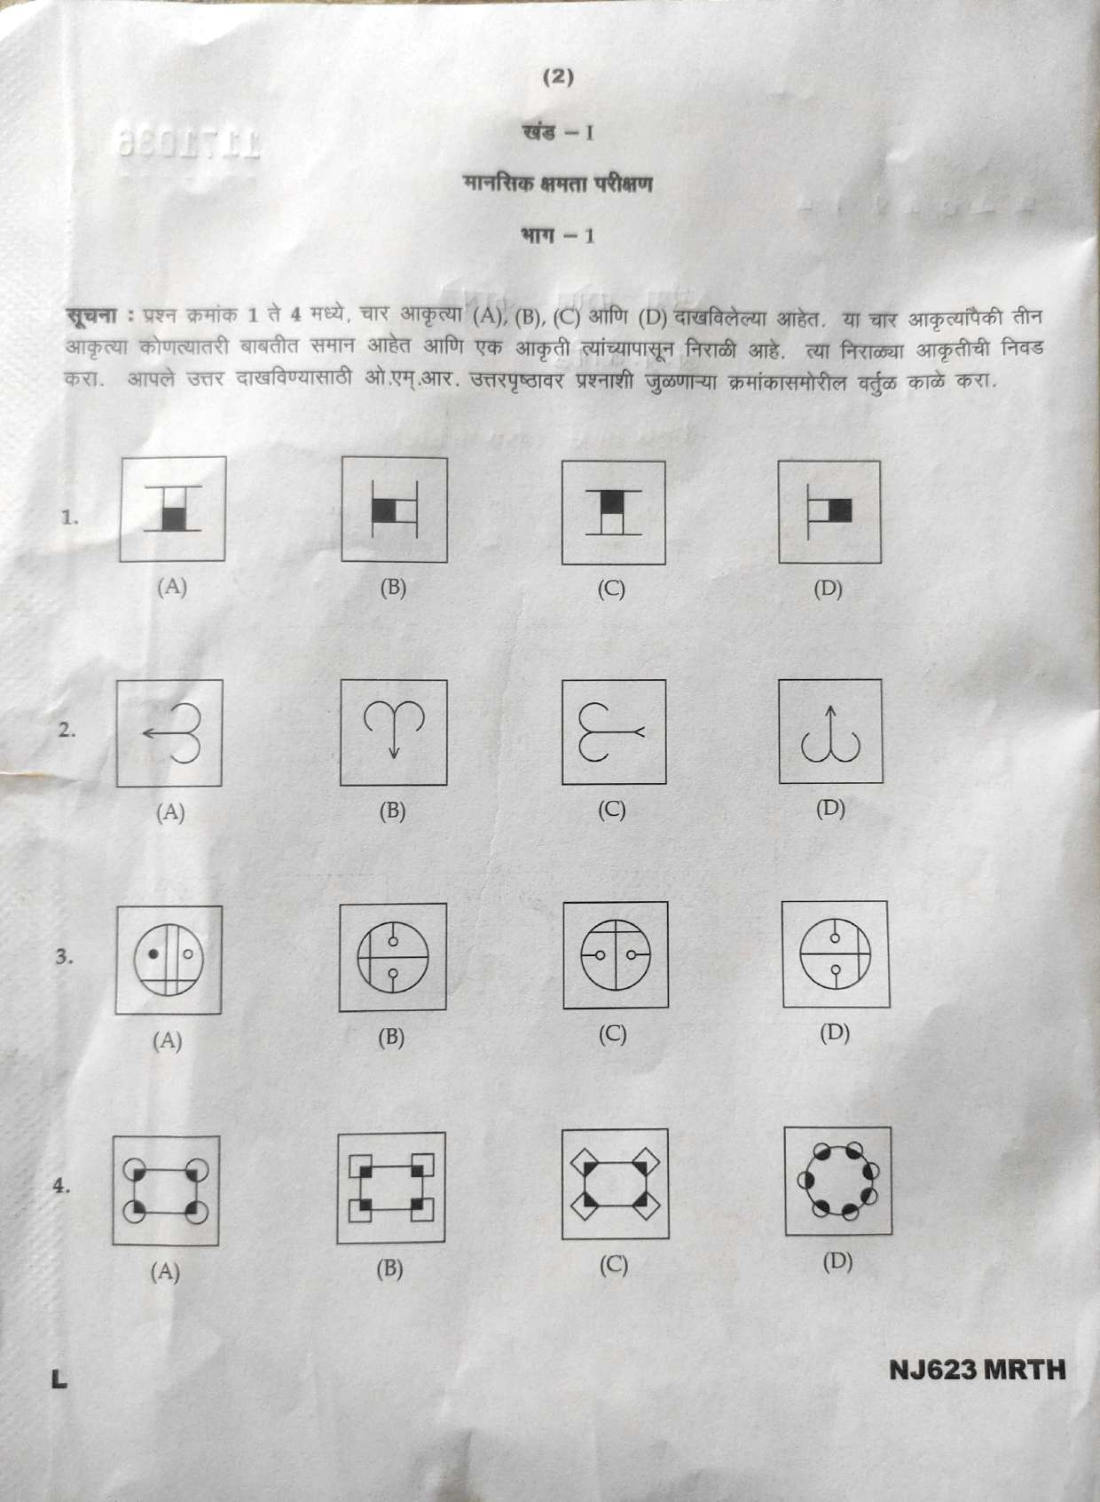 (2)
खंड – I
मानसिक क्षमता परीक्षण
भाग – 1
सूचना : प्रश्न क्रमांक 1 ते 4 मध्ये, चार आकृत्या (A), (B), (C) आणि (D) दाखविलेल्या आहेत. या चार आकृत्यांपैकी तीन
आकृत्या कोणत्यातरी बाबतीत समान आहेत आणि एक आकृती त्यांच्यापासून निराळी आहे. त्या निराळ्या आकृतीची निवड
करा. आपले उत्तर दाखविण्यासाठी ओ.एम्.आर. उत्तरपृष्ठावर प्रश्नाशी जुळणाऱ्या क्रमांकासमोरील वर्तुळ काळे करा.
1.
(A) (B) (C) (D)
2.
(A) (B) (C) (D)
3.
(A) (B) (C) (D)
4.
(A) (B) (C) (D)
L NJ623 MRTH